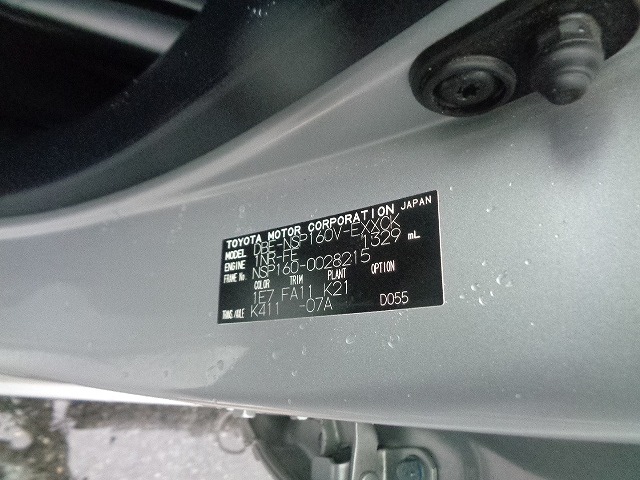 TOYOTA MOTOR CORPORATION JAPAN
MODEL DBE-NSP160V-EXXCK
ENGINE 1NR-FE 1329 mL
FRAME No. NSP160-0028215
COLOR TRIM PLANT OPTION
1E7 FA11 K21
TRANS./AXLE K411 -07A D055